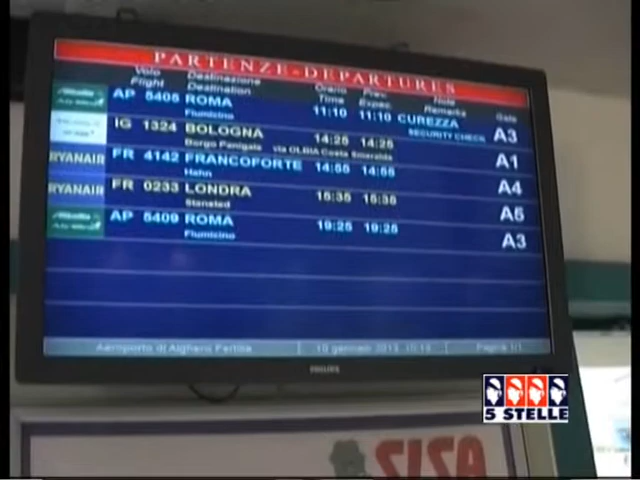 PARTENZE-DEPARTURES
Volo Destinazione Orario Prev. Note
Flight Destination Time Expec. Remarks Gate
AP 5405 ROMA 11:10 11:10 CUREZZA A3
Fiumicino SECURITY CHECK
IG 1324 BOLOGNA 14:25 14:25 A1
Borgo Panigale via OLBIA Costa Smeralda
RYANAIR FR 4142 FRANCOFORTE 14:55 14:55 A4
Hahn
RYANAIR FR 0233 LONDRA 15:35 15:35 A5
Stansted
AP 5409 ROMA 19:25 19:25 A3
Fiumicino
Aeroporto di Alghero Fertilia 10 gennaio 2013 Pagina 1/1
PHILIPS
5 STELLE
SISA